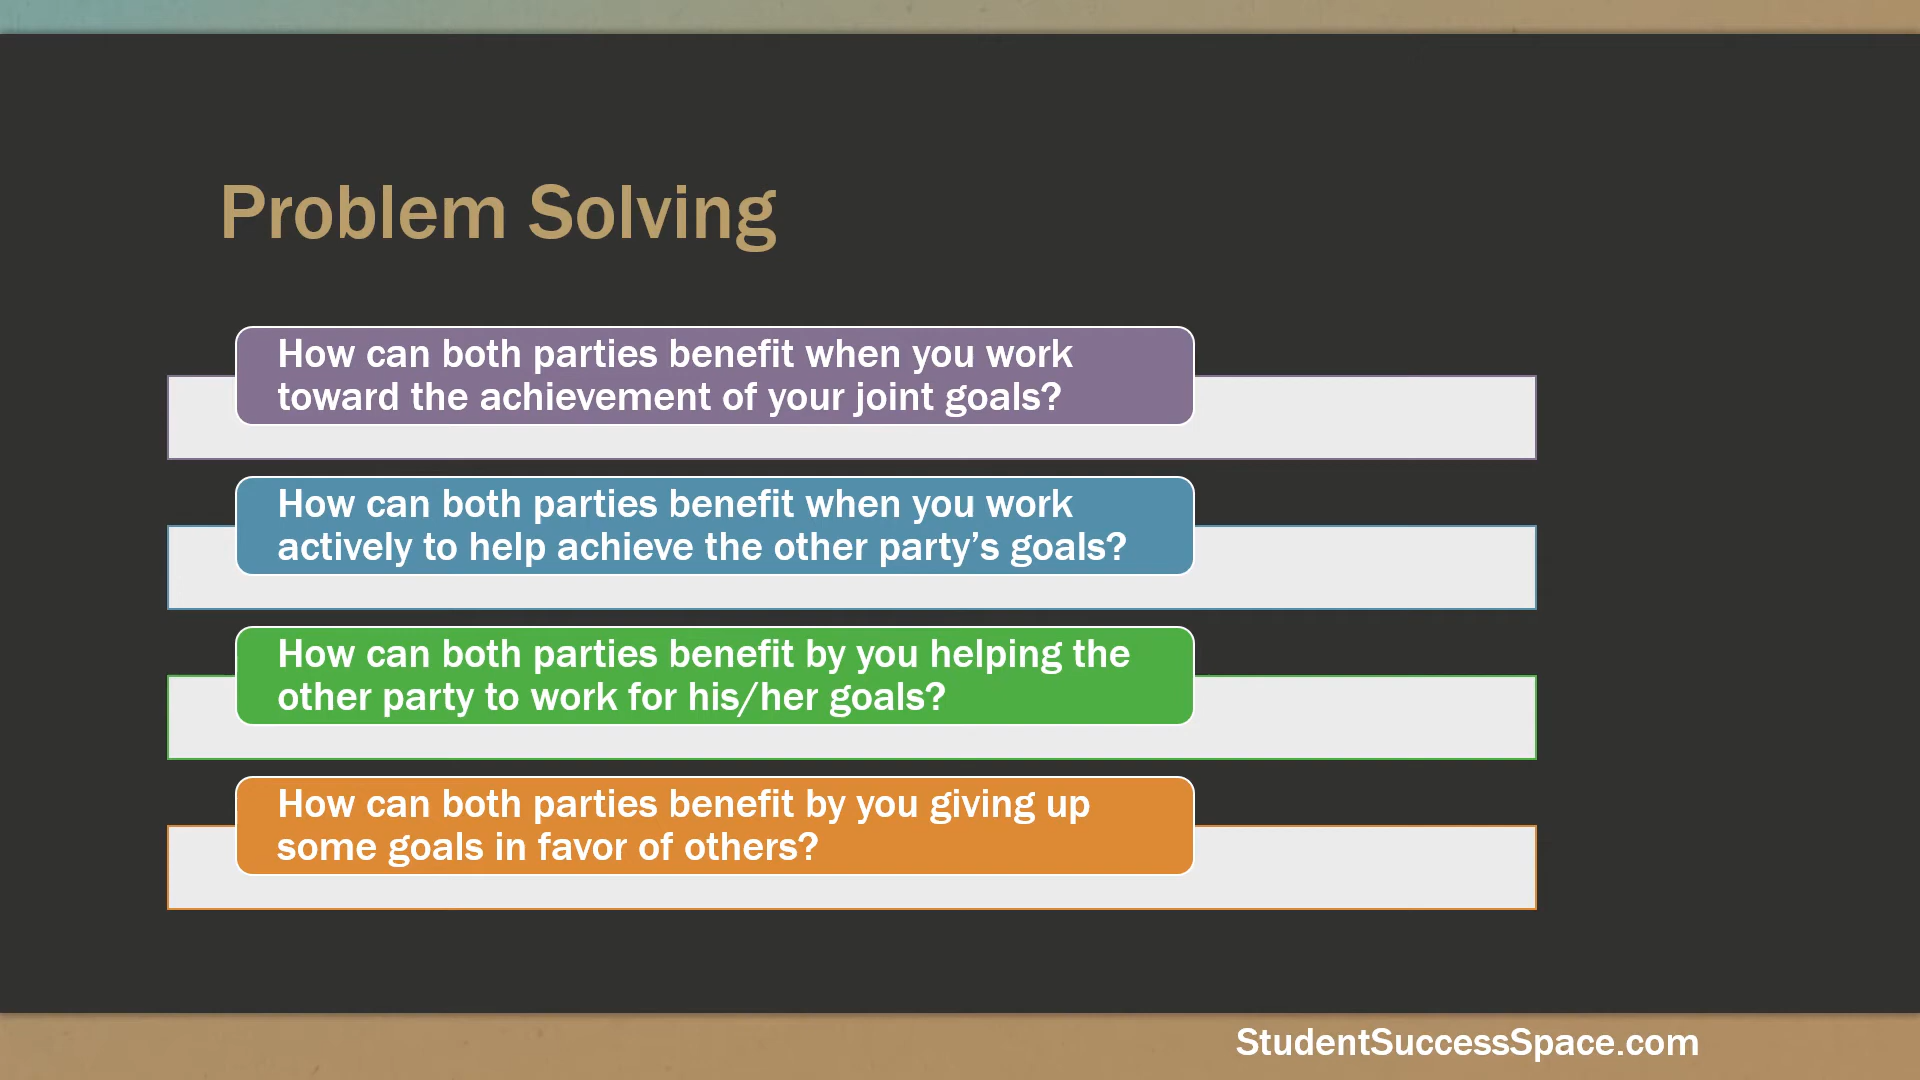 Problem Solving
How can both parties benefit when you work
toward the achievement of your joint goals?
How can both parties benefit when you work
actively to help achieve the other party’s goals?
How can both parties benefit by you helping the
other party to work for his/her goals?
How can both parties benefit by you giving up
some goals in favor of others?
StudentSuccessSpace.com